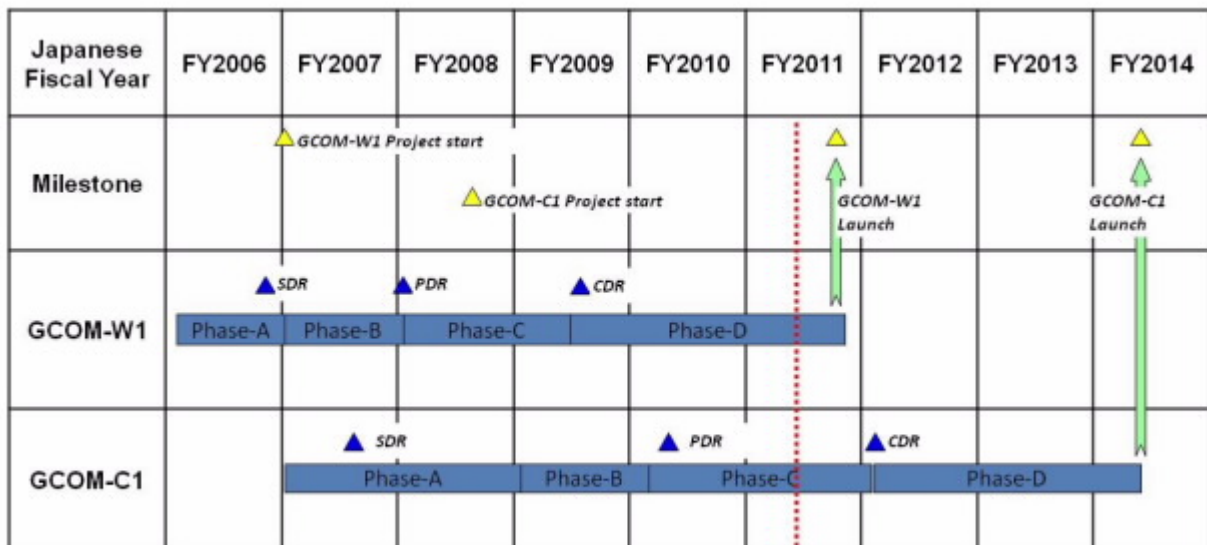 Japanese
Fiscal Year
FY2006
FY2007
FY2008
FY2009
FY2010
FY2011
FY2012
FY2013
FY2014
Milestone
GCOM-W1 Project start
GCOM-C1 Project start
GCOM-W1
Launch
GCOM-C1
Launch
GCOM-W1
SDR
PDR
CDR
Phase-A
Phase-B
Phase-C
Phase-D
GCOM-C1
SDR
PDR
CDR
Phase-A
Phase-B
Phase-C
Phase-D